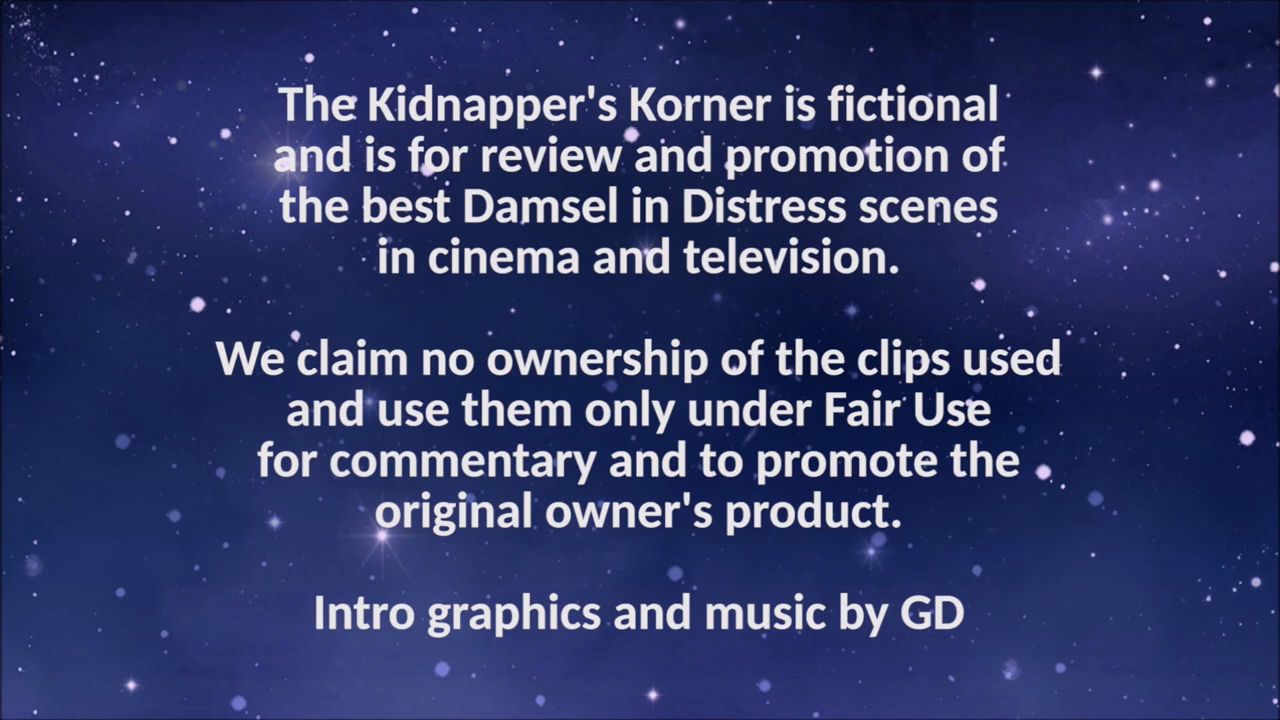 The Kidnapper's Korner is fictional
and is for review and promotion of
the best Damsel in Distress scenes
in cinema and television.
We claim no ownership of the clips used
and use them only under Fair Use
for commentary and to promote the
original owner's product.
Intro graphics and music by GD